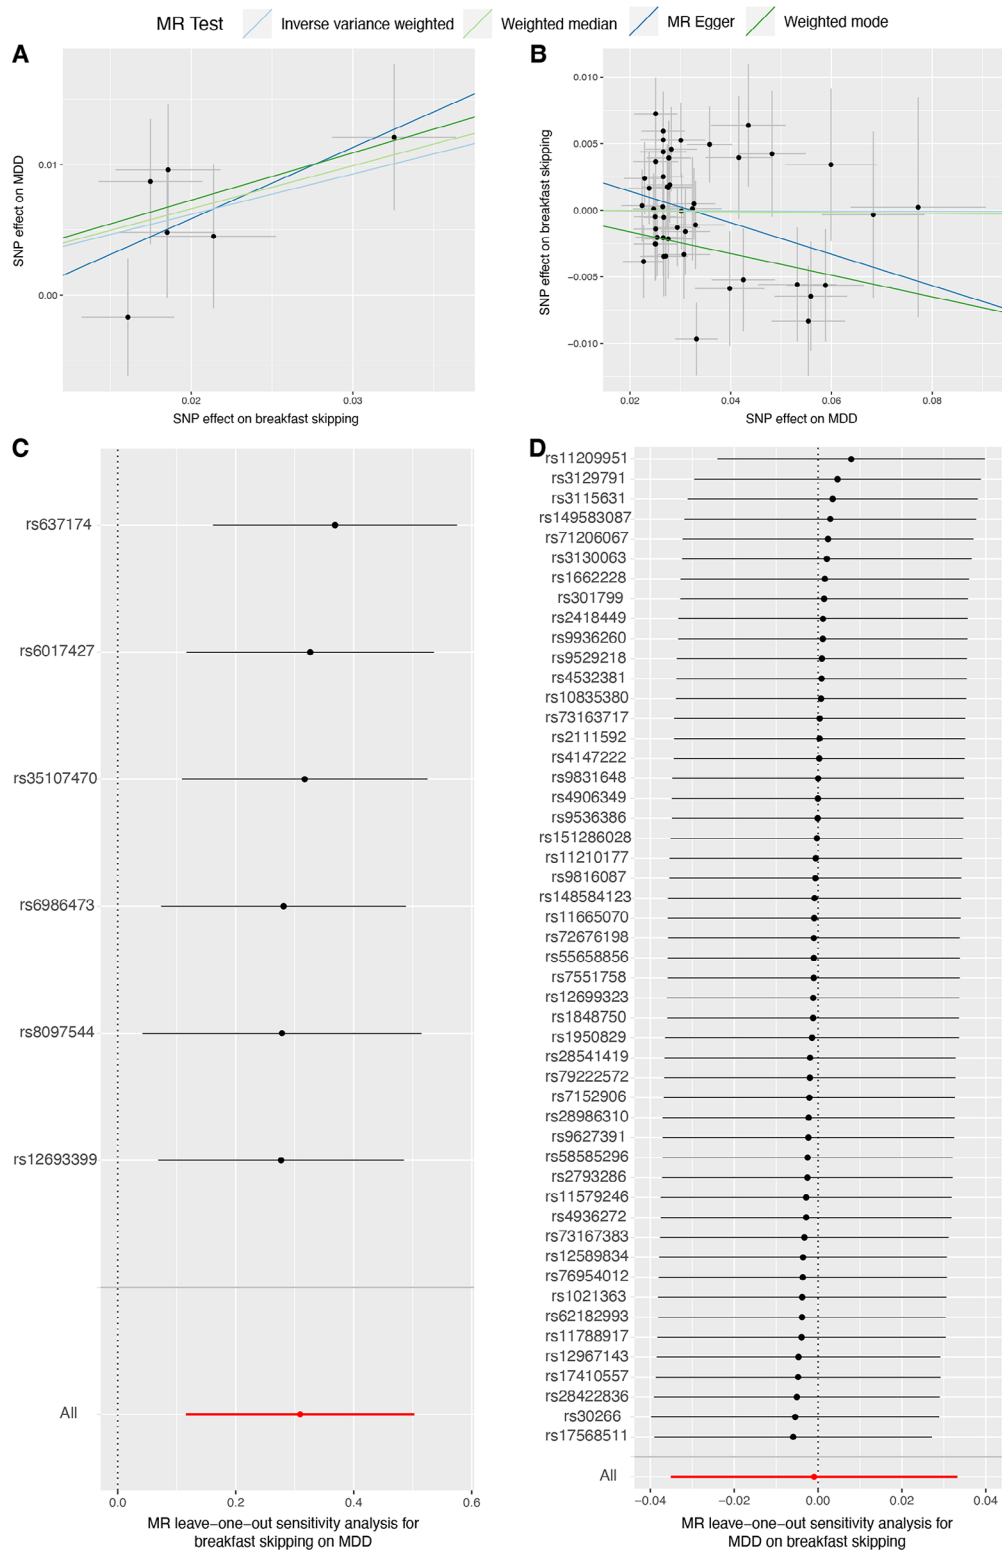 MR Test Inverse variance weighted Weighted median MR Egger Weighted mode
A
SNP effect on MDD
0.01
0.00
0.02 0.03
SNP effect on breakfast skipping
B
SNP effect on breakfast skipping
0.010
0.005
0.000
−0.005
−0.010
0.02 0.04 0.06 0.08
SNP effect on MDD
C
rs637174
rs6017427
rs35107470
rs6986473
rs8097544
rs12693399
All
0.0 0.2 0.4 0.6
MR leave−one−out sensitivity analysis for
breakfast skipping on MDD
D
rs11209951
rs3129791
rs3115631
rs149583087
rs71206067
rs3130063
rs1662228
rs301799
rs2418449
rs9936260
rs9529218
rs4532381
rs10835380
rs73163717
rs2111592
rs4147222
rs9831648
rs4906349
rs9536386
rs151286028
rs11210177
rs9816087
rs148584123
rs11665070
rs72676198
rs55658856
rs7551758
rs12699323
rs1848750
rs1950829
rs28541419
rs79222572
rs7152906
rs28986310
rs9627391
rs58585296
rs2793286
rs11579246
rs4936272
rs73167383
rs12589834
rs76954012
rs1021363
rs62182993
rs11788917
rs12967143
rs17410557
rs28422836
rs30266
rs17568511
All
−0.04 −0.02 0.00 0.02 0.04
MR leave−one−out sensitivity analysis for
MDD on breakfast skipping